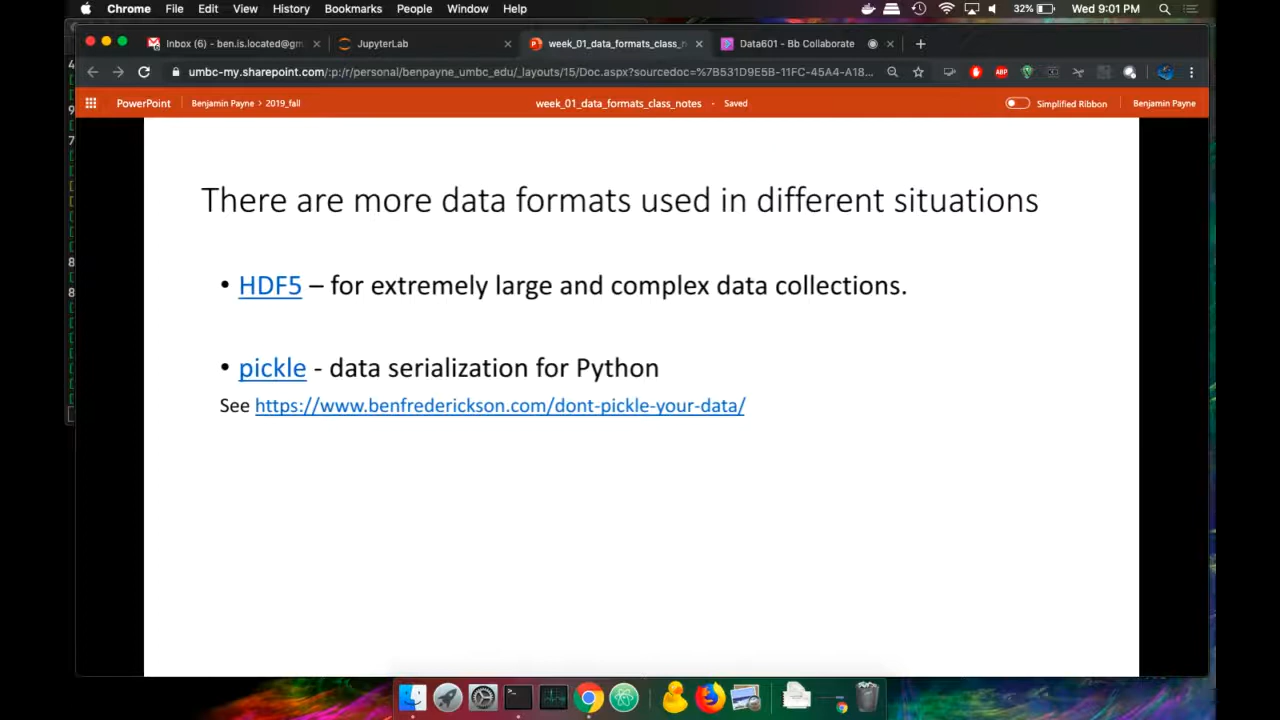 Chrome File Edit View History Bookmarks People Window Help 32% Wed 9:01 PM
Inbox (6) - ben.is.located@gm JupyterLab week_01_data_formats_class_n Data601 - Bb Collaborate
umbc-my.sharepoint.com/:p:/r/personal/benpayne_umbc_edu/_layouts/15/Doc.aspx?sourcedoc=%7B531D9E5B-11FC-45A4-A18...
PowerPoint Benjamin Payne > 2019_fall week_01_data_formats_class_notes - Saved Simplified Ribbon Benjamin Payne
There are more data formats used in different situations
• HDF5 – for extremely large and complex data collections.
• pickle - data serialization for Python
See https://www.benfrederickson.com/dont-pickle-your-data/